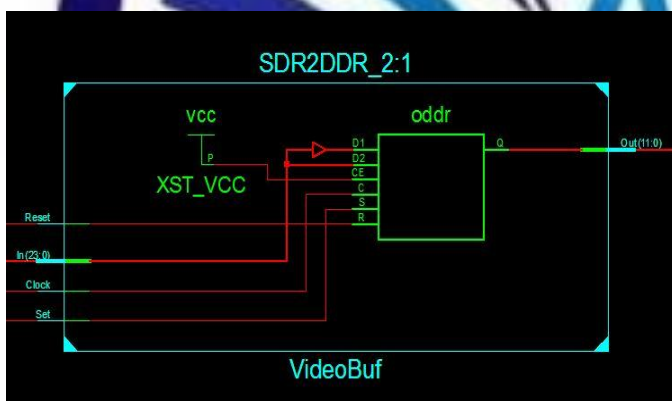 SDR2DDR_2:1
vcc
oddr
P
XST_VCC
D1
D2
CE
C
S
R
Q
Out(11:0)
Reset
In(23:0)
Clock
Set
VideoBuf